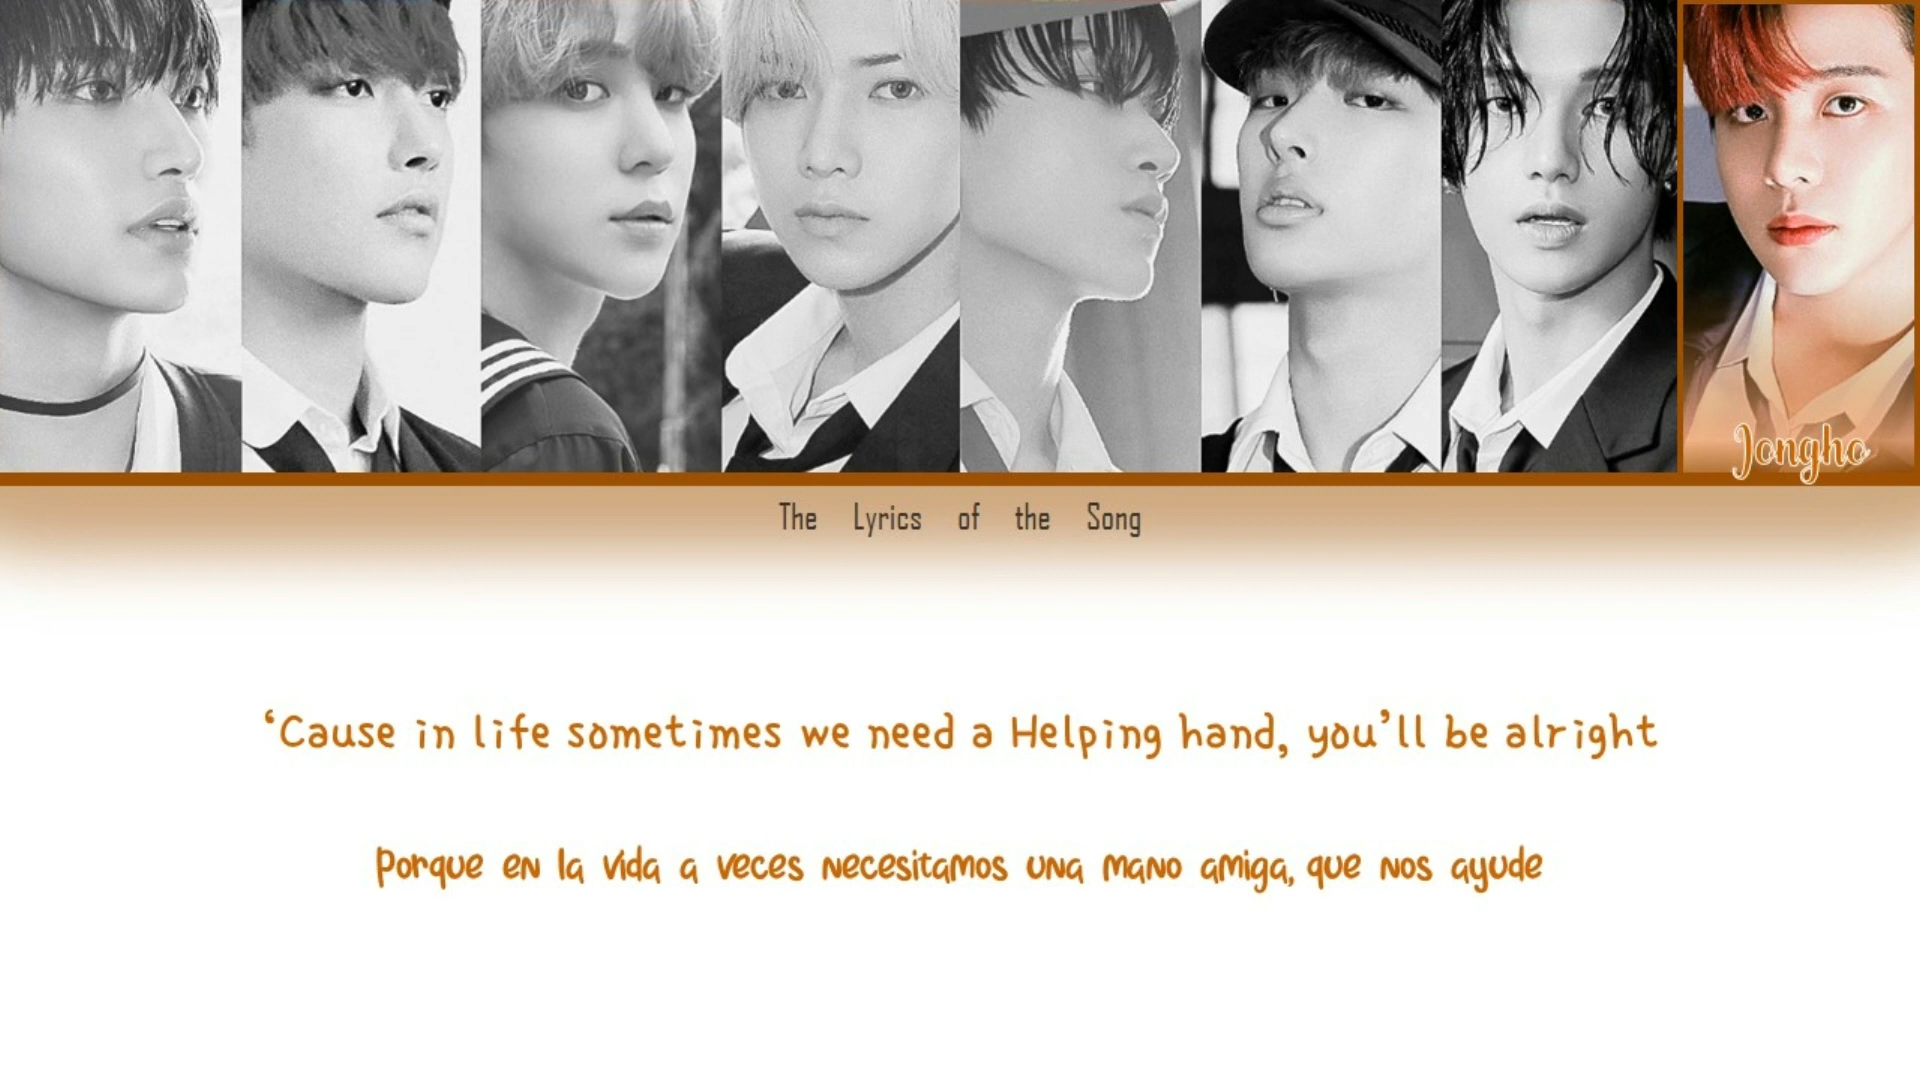 Jongho
The Lyrics of the Song
‘Cause in life sometimes we need a Helping hand, you’ll be alright
Porque en la vida a veces necesitamos una mano amiga, que nos ayude